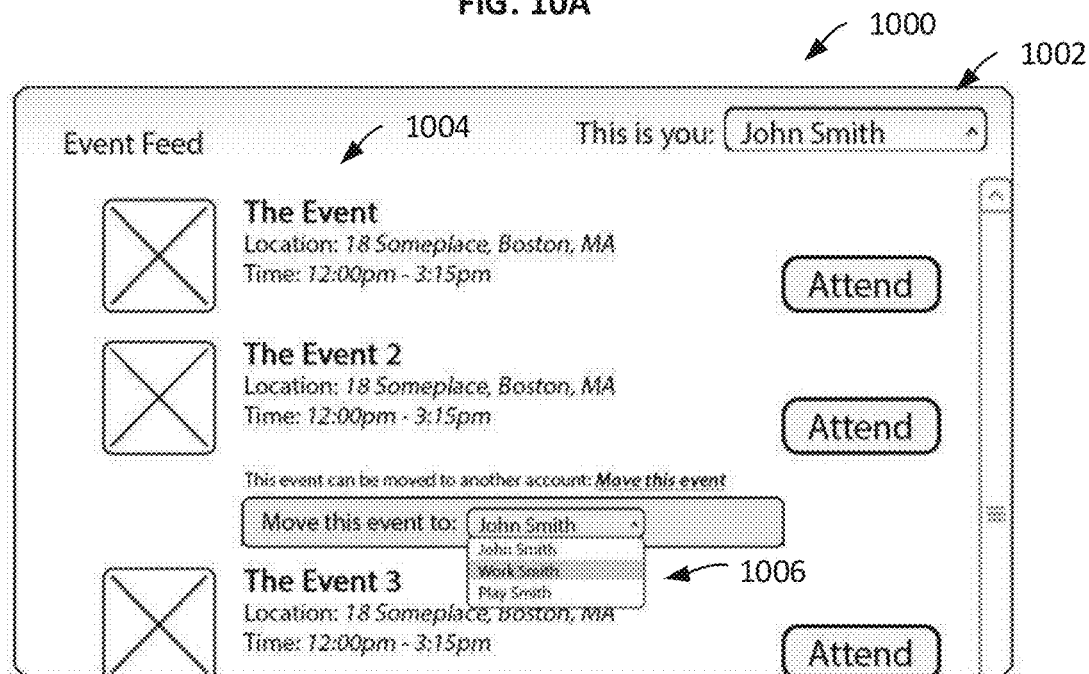 FIG. 10A
1000
1002
Event Feed
1004
This is you: John Smith
The Event
Location: 18 Someplace, Boston, MA
Time: 12:00pm - 3:15pm
Attend
The Event 2
Location: 18 Someplace, Boston, MA
Time: 12:00pm - 3:15pm
Attend
This event can be moved to another account: Move this event
Move this event to: John Smith
John Smith
Work Smith
Play Smith
1006
The Event 3
Location: 18 Someplace, Boston, MA
Time: 12:00pm - 3:15pm
Attend